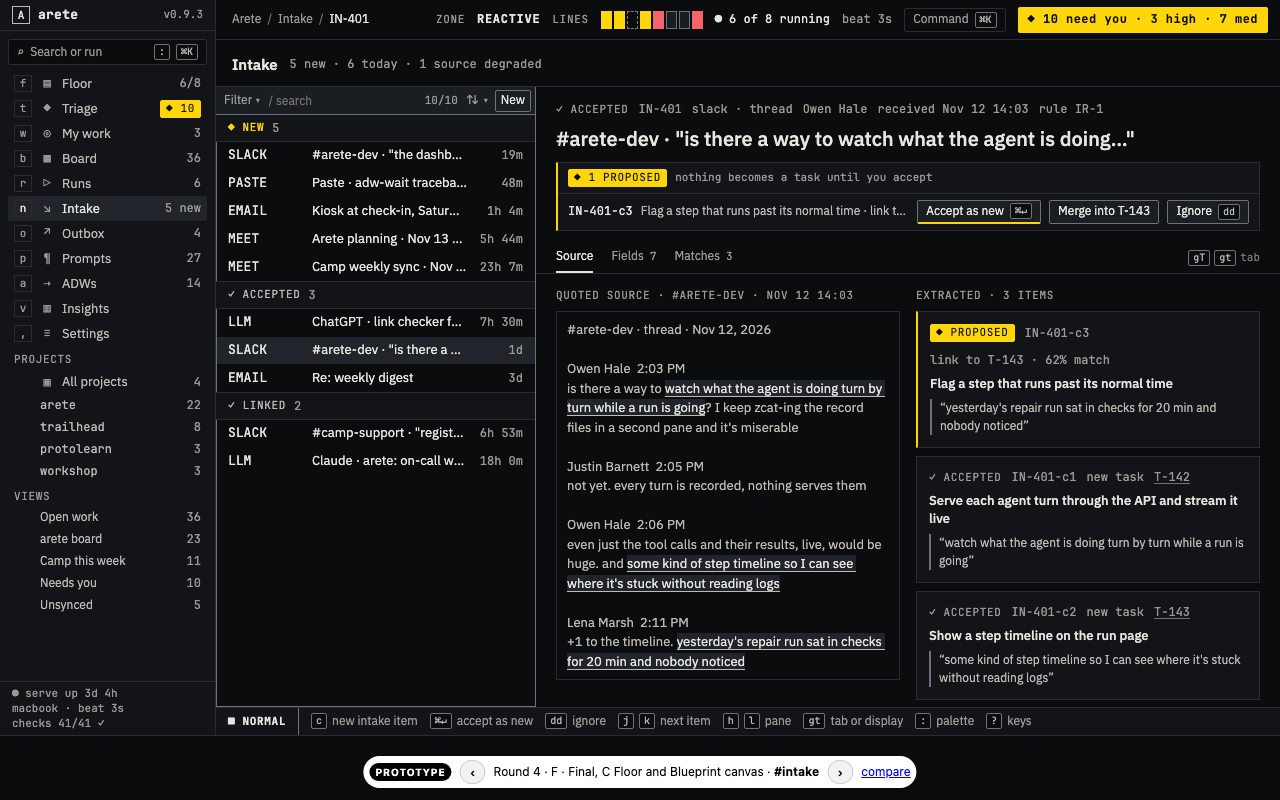 A arete v0.9.3
Search or run : ⌘K
f Floor 6/8
t Triage ◆ 10
w My work 3
b Board 36
r Runs 6
n Intake 5 new
o Outbox 3
p Prompts 27
a ADWs 14
v Insights
, Settings
PROJECTS
All projects 4
arete 22
trailhead 8
protolearn 3
workshop 3
VIEWS
Open work 36
arete board 23
Camp this week 11
Needs you 10
Unsynced 5
● serve up 3d 4h
macbook · beat 3s
checks 41/41 ✓
Arete / Intake / IN-401
ZONE REACTIVE LINES ● 6 of 8 running beat 3s Command ⌘K ◆ 10 need you · 3 high · 7 med
Intake 5 new · 6 today · 1 source degraded
Filter ▾ / search 10/10 ⇅ ▾ New
◆ NEW 5
SLACK #arete-dev · "the dashb… 19m
PASTE Paste · adw-wait traceba… 48m
EMAIL Kiosk at check-in, Satur… 1h 4m
MEET Arete planning · Nov 13 … 5h 44m
MEET Camp weekly sync · Nov … 23h 7m
✓ ACCEPTED 3
LLM ChatGPT · link checker f… 7h 30m
SLACK #arete-dev · "is there a … 1d
EMAIL Re: weekly digest 3d
✓ LINKED 2
SLACK #camp-support · "regist… 6h 53m
LLM Claude · arete: on-call w… 18h 0m
✓ ACCEPTED IN-401 slack · thread Owen Hale received Nov 12 14:03 rule IR-1
#arete-dev · "is there a way to watch what the agent is doing…"
◆ 1 PROPOSED nothing becomes a task until you accept
IN-401-c3 Flag a step that runs past its normal time · link t… Accept as new ⌘↵ Merge into T-143 Ignore dd
Source Fields 7 Matches 3 gT gt tab
QUOTED SOURCE · #ARETE-DEV · NOV 12 14:03
#arete-dev · thread · Nov 12, 2026
Owen Hale 2:03 PM
is there a way to watch what the agent is doing turn by
turn while a run is going? I keep zcat-ing the record
files in a second pane and it's miserable
Justin Barnett 2:05 PM
not yet. every turn is recorded, nothing serves them
Owen Hale 2:06 PM
even just the tool calls and their results, live, would be
huge. and some kind of step timeline so I can see
where it's stuck without reading logs
Lena Marsh 2:11 PM
+1 to the timeline. yesterday's repair run sat in checks
for 20 min and nobody noticed
EXTRACTED · 3 ITEMS
◆ PROPOSED IN-401-c3
link to T-143 · 62% match
Flag a step that runs past its normal time
“yesterday's repair run sat in checks for 20 min and
nobody noticed”
✓ ACCEPTED IN-401-c1 new task T-142
Serve each agent turn through the API and stream it
live
“watch what the agent is doing turn by turn while a run is
going”
✓ ACCEPTED IN-401-c2 new task T-143
Show a step timeline on the run page
“some kind of step timeline so I can see where it's stuck
without reading logs”
■ NORMAL c new intake item ⌘↵ accept as new dd ignore j k next item h l pane gt tab or display : palette ? keys
PROTOTYPE ‹ Round 4 · F · Final, C Floor and Blueprint canvas · #intake › compare